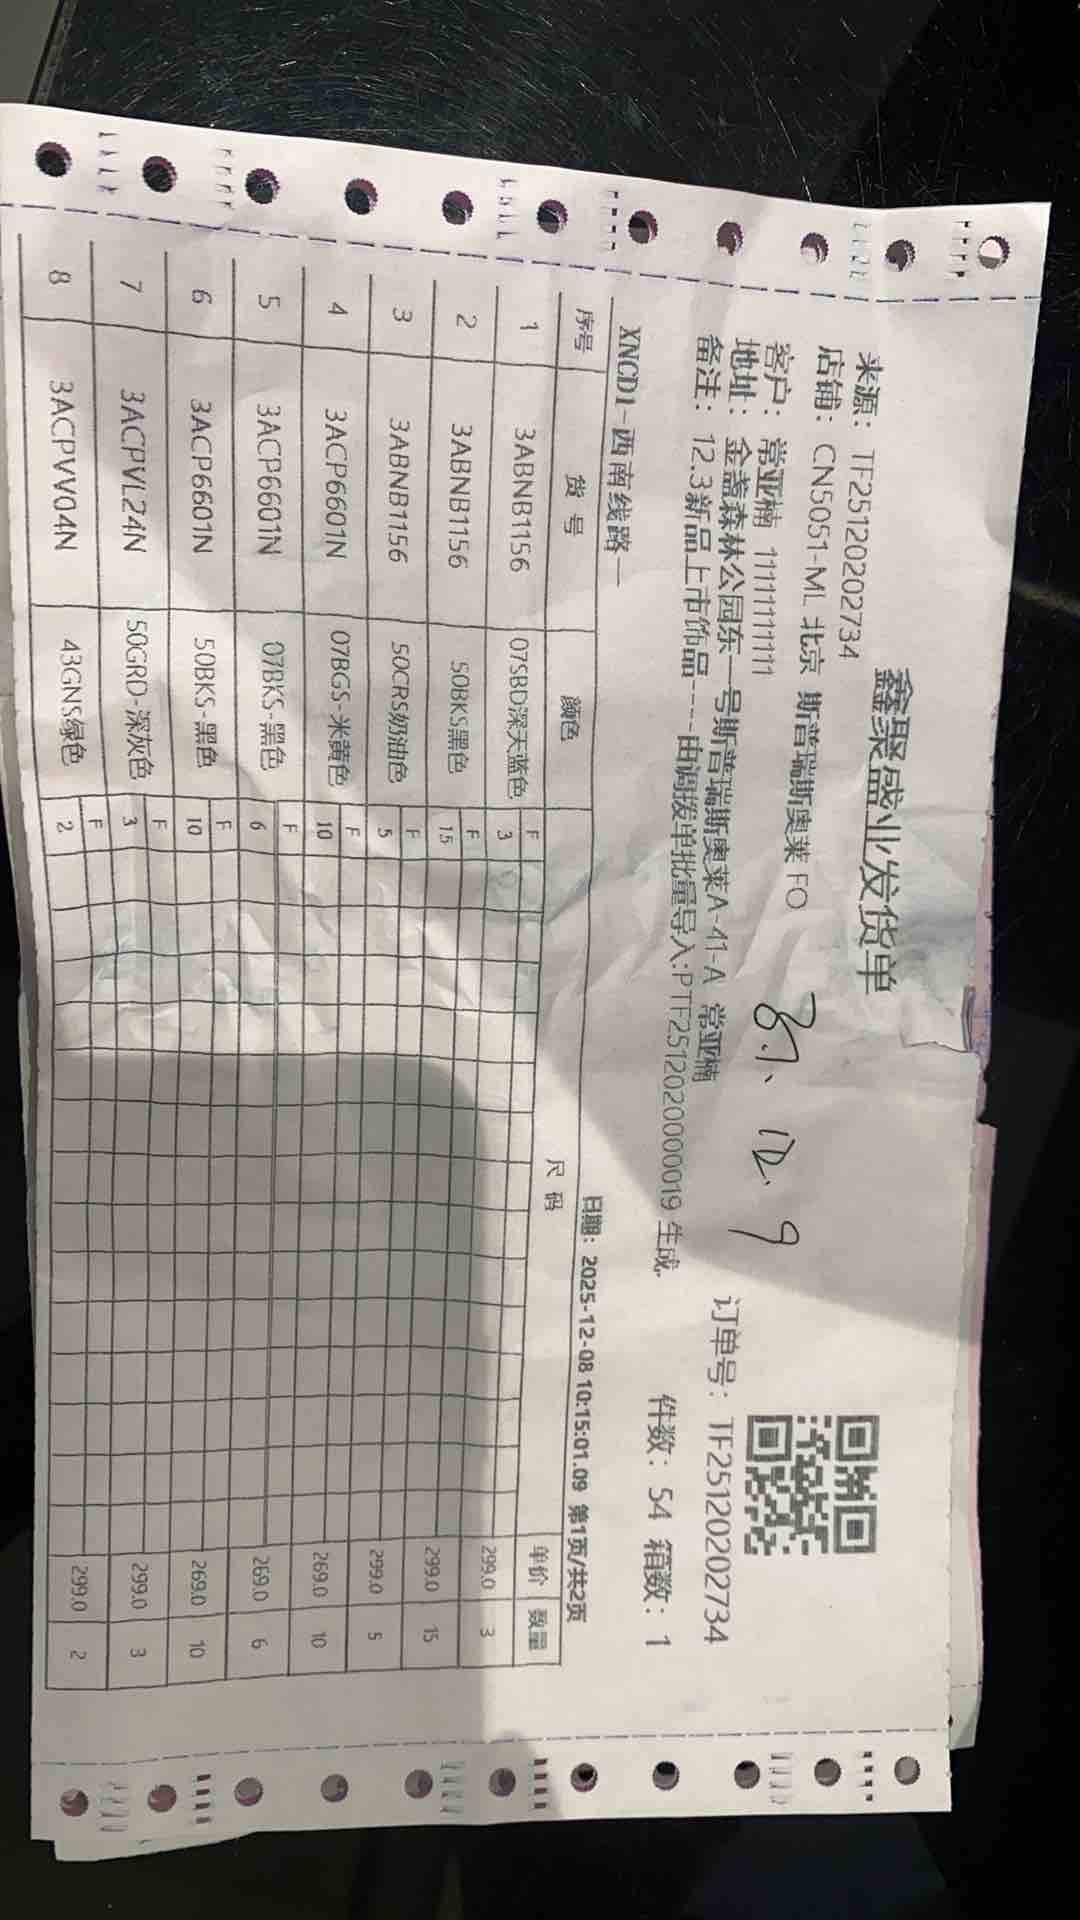 鑫聚盛业发货单
来源：TF251202002734
店铺：CN5051-ML 北京 斯普瑞斯奥莱 FO
客户：常亚楠 11111111111
地址：金盏森林公园东一号斯普瑞斯奥莱A-41-A 常亚楠
订单号：TF251202002734
备注：12.3新品上市饰品----由调拨单批量导入:PTF2512020000019 生成.
件数：54 箱数：1
XNCD1-西南线路一
日期：2025-12-08 10:15:01.09 第1页/共2页
序号 货号 颜色 尺码 单价 数量
1 3ABNB1156 07SBD深天蓝色 F 3 299.0 3
2 3ABNB1156 50BKS黑色 F 15 299.0 15
3 3ABNB1156 50CRS奶油色 F 5 299.0 5
4 3ACP6601N 07BGS-米黄色 F 10 269.0 10
5 3ACP6601N 07BKS-黑色 F 6 269.0 6
6 3ACP6601N 50BKS-黑色 F 10 269.0 10
7 3ACPVL24N 50GRD-深灰色 F 3 299.0 3
8 3ACPVV04N 43GNS绿色 F 2 299.0 2